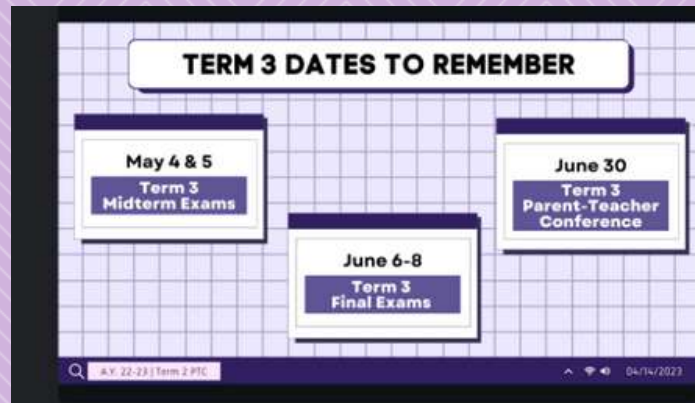 TERM 3 DATES TO REMEMBER
May 4 & 5
Term 3
Midterm Exams
June 6-8
Term 3
Final Exams
June 30
Term 3
Parent-Teacher
Conference
A.Y. 22-23 | Term 2 PTC
04/14/2023